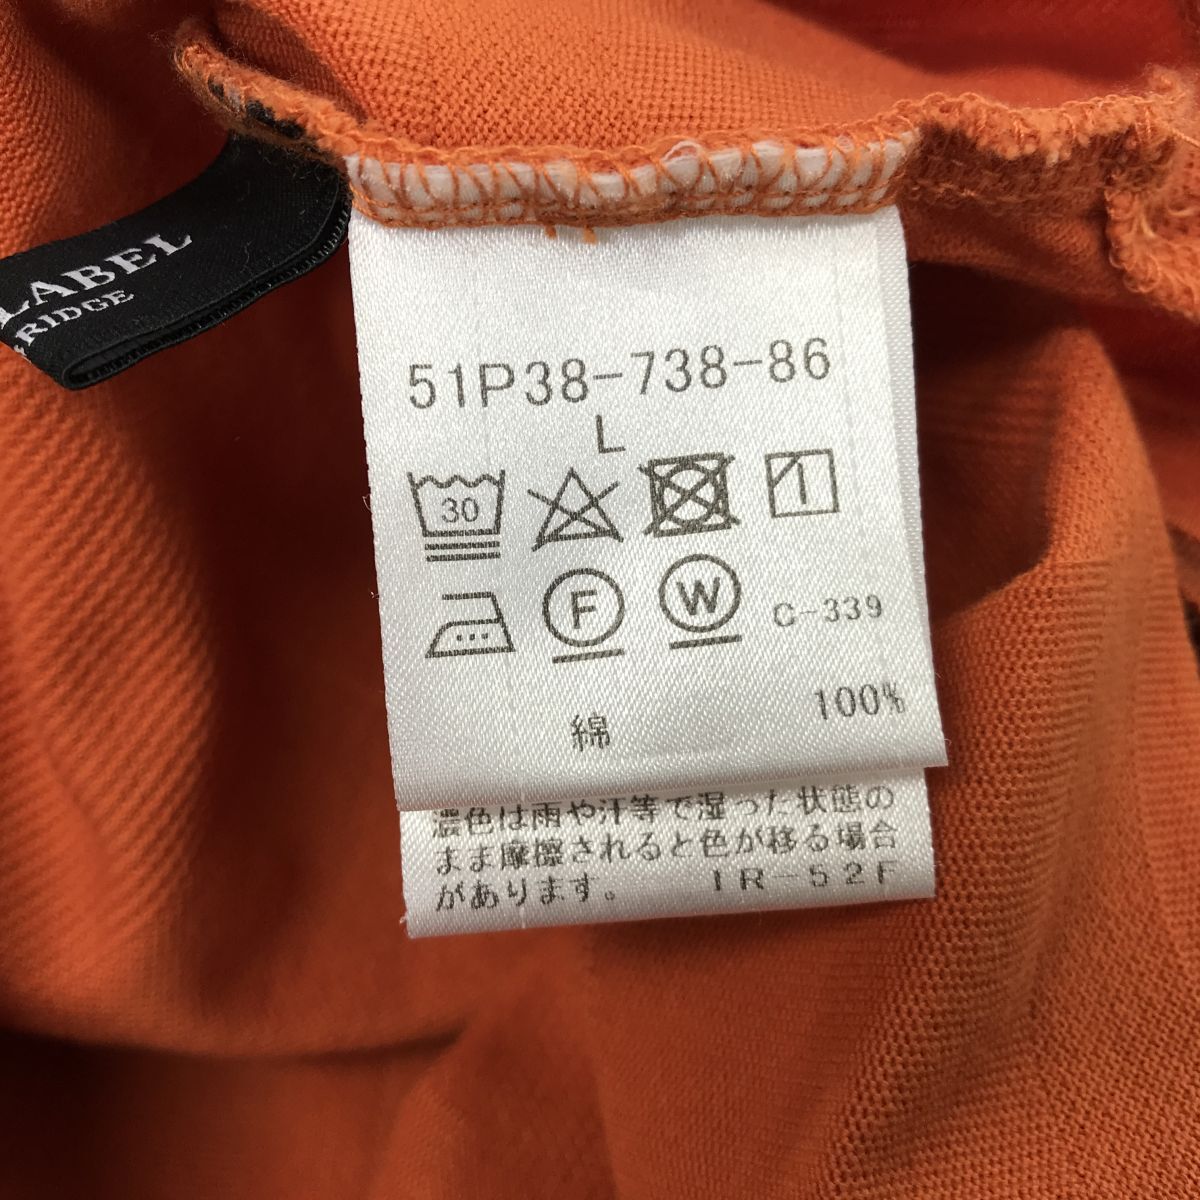 LABEL
RIDGE
51P38-738-86
L
30
F
W
C-339
綿 100%
濃色は雨や汗等で湿った状態の
まま摩擦されると色が移る場合
があります。 IR-52F